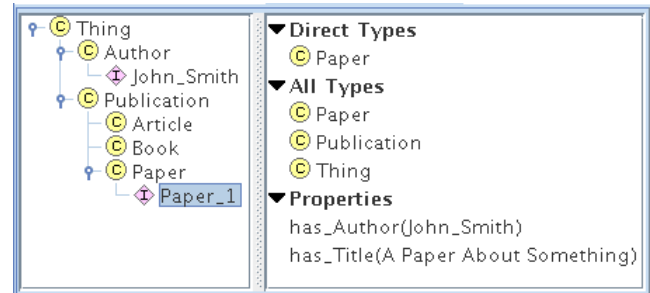 C Thing
C Author
I John_Smith
C Publication
C Article
C Book
C Paper
I Paper_1
Direct Types
C Paper
All Types
C Paper
C Publication
C Thing
Properties
has_Author(John_Smith)
has_Title(A Paper About Something)